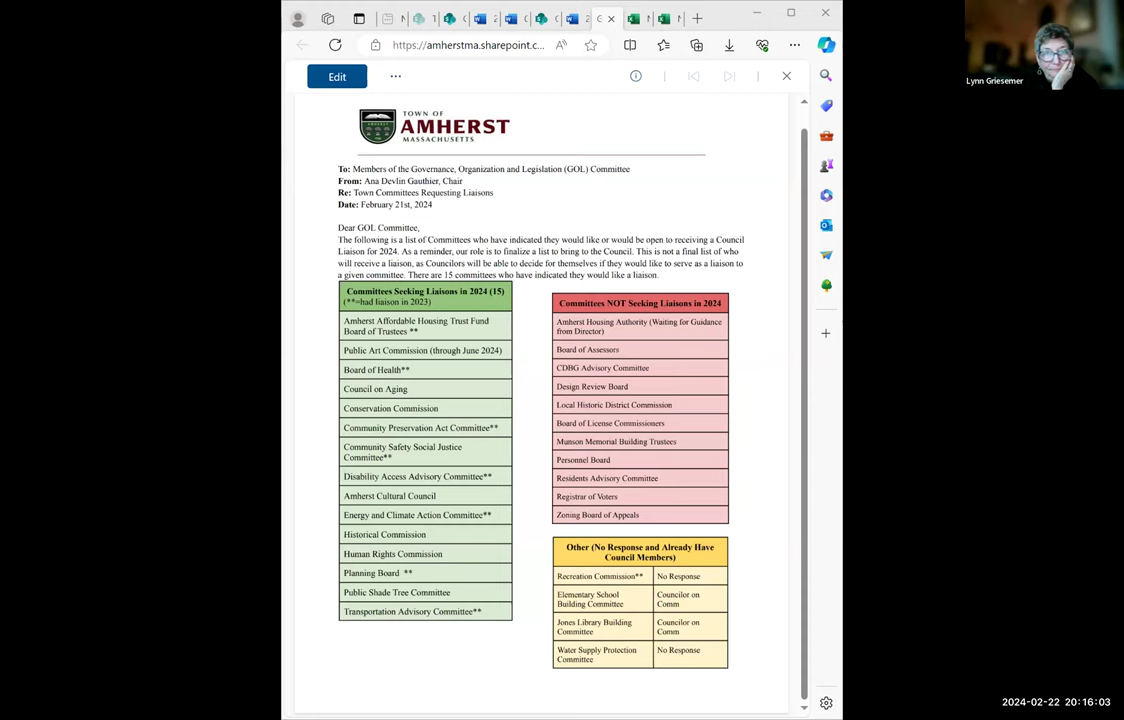 https://amherstma.sharepoint.c...
Edit
TOWN OF
AMHERST
MASSACHUSETTS
To: Members of the Governance, Organization and Legislation (GOL) Committee
From: Ana Devlin Gauthier, Chair
Re: Town Committees Requesting Liaisons
Date: February 21st, 2024
Dear GOL Committee,
The following is a list of Committees who have indicated they would like or would be open to receiving a Council
Liaison for 2024. As a reminder, our role is to finalize a list to bring to the Council. This is not a final list of who
will receive a liaison, as Councilors will be able to decide for themselves if they would like to serve as a liaison to
a given committee. There are 15 committees who have indicated they would like a liaison.
Committees Seeking Liaisons in 2024 (15)
(**=had liaison in 2023)
Amherst Affordable Housing Trust Fund
Board of Trustees **
Public Art Commission (through June 2024)
Board of Health**
Council on Aging
Conservation Commission
Community Preservation Act Committee**
Community Safety Social Justice
Committee**
Disability Access Advisory Committee**
Amherst Cultural Council
Energy and Climate Action Committee**
Historical Commission
Human Rights Commission
Planning Board **
Public Shade Tree Committee
Transportation Advisory Committee**
Committees NOT Seeking Liaisons in 2024
Amherst Housing Authority (Waiting for Guidance
from Director)
Board of Assessors
CDBG Advisory Committee
Design Review Board
Local Historic District Commission
Board of License Commissioners
Munson Memorial Building Trustees
Personnel Board
Residents Advisory Committee
Registrar of Voters
Zoning Board of Appeals
Other (No Response and Already Have
Council Members)
Recreation Commission** No Response
Elementary School Councilor on
Building Committee Comm
Jones Library Building Councilor on
Committee Comm
Water Supply Protection No Response
Committee
Lynn Griesemer
2024-02-22 20:16:03